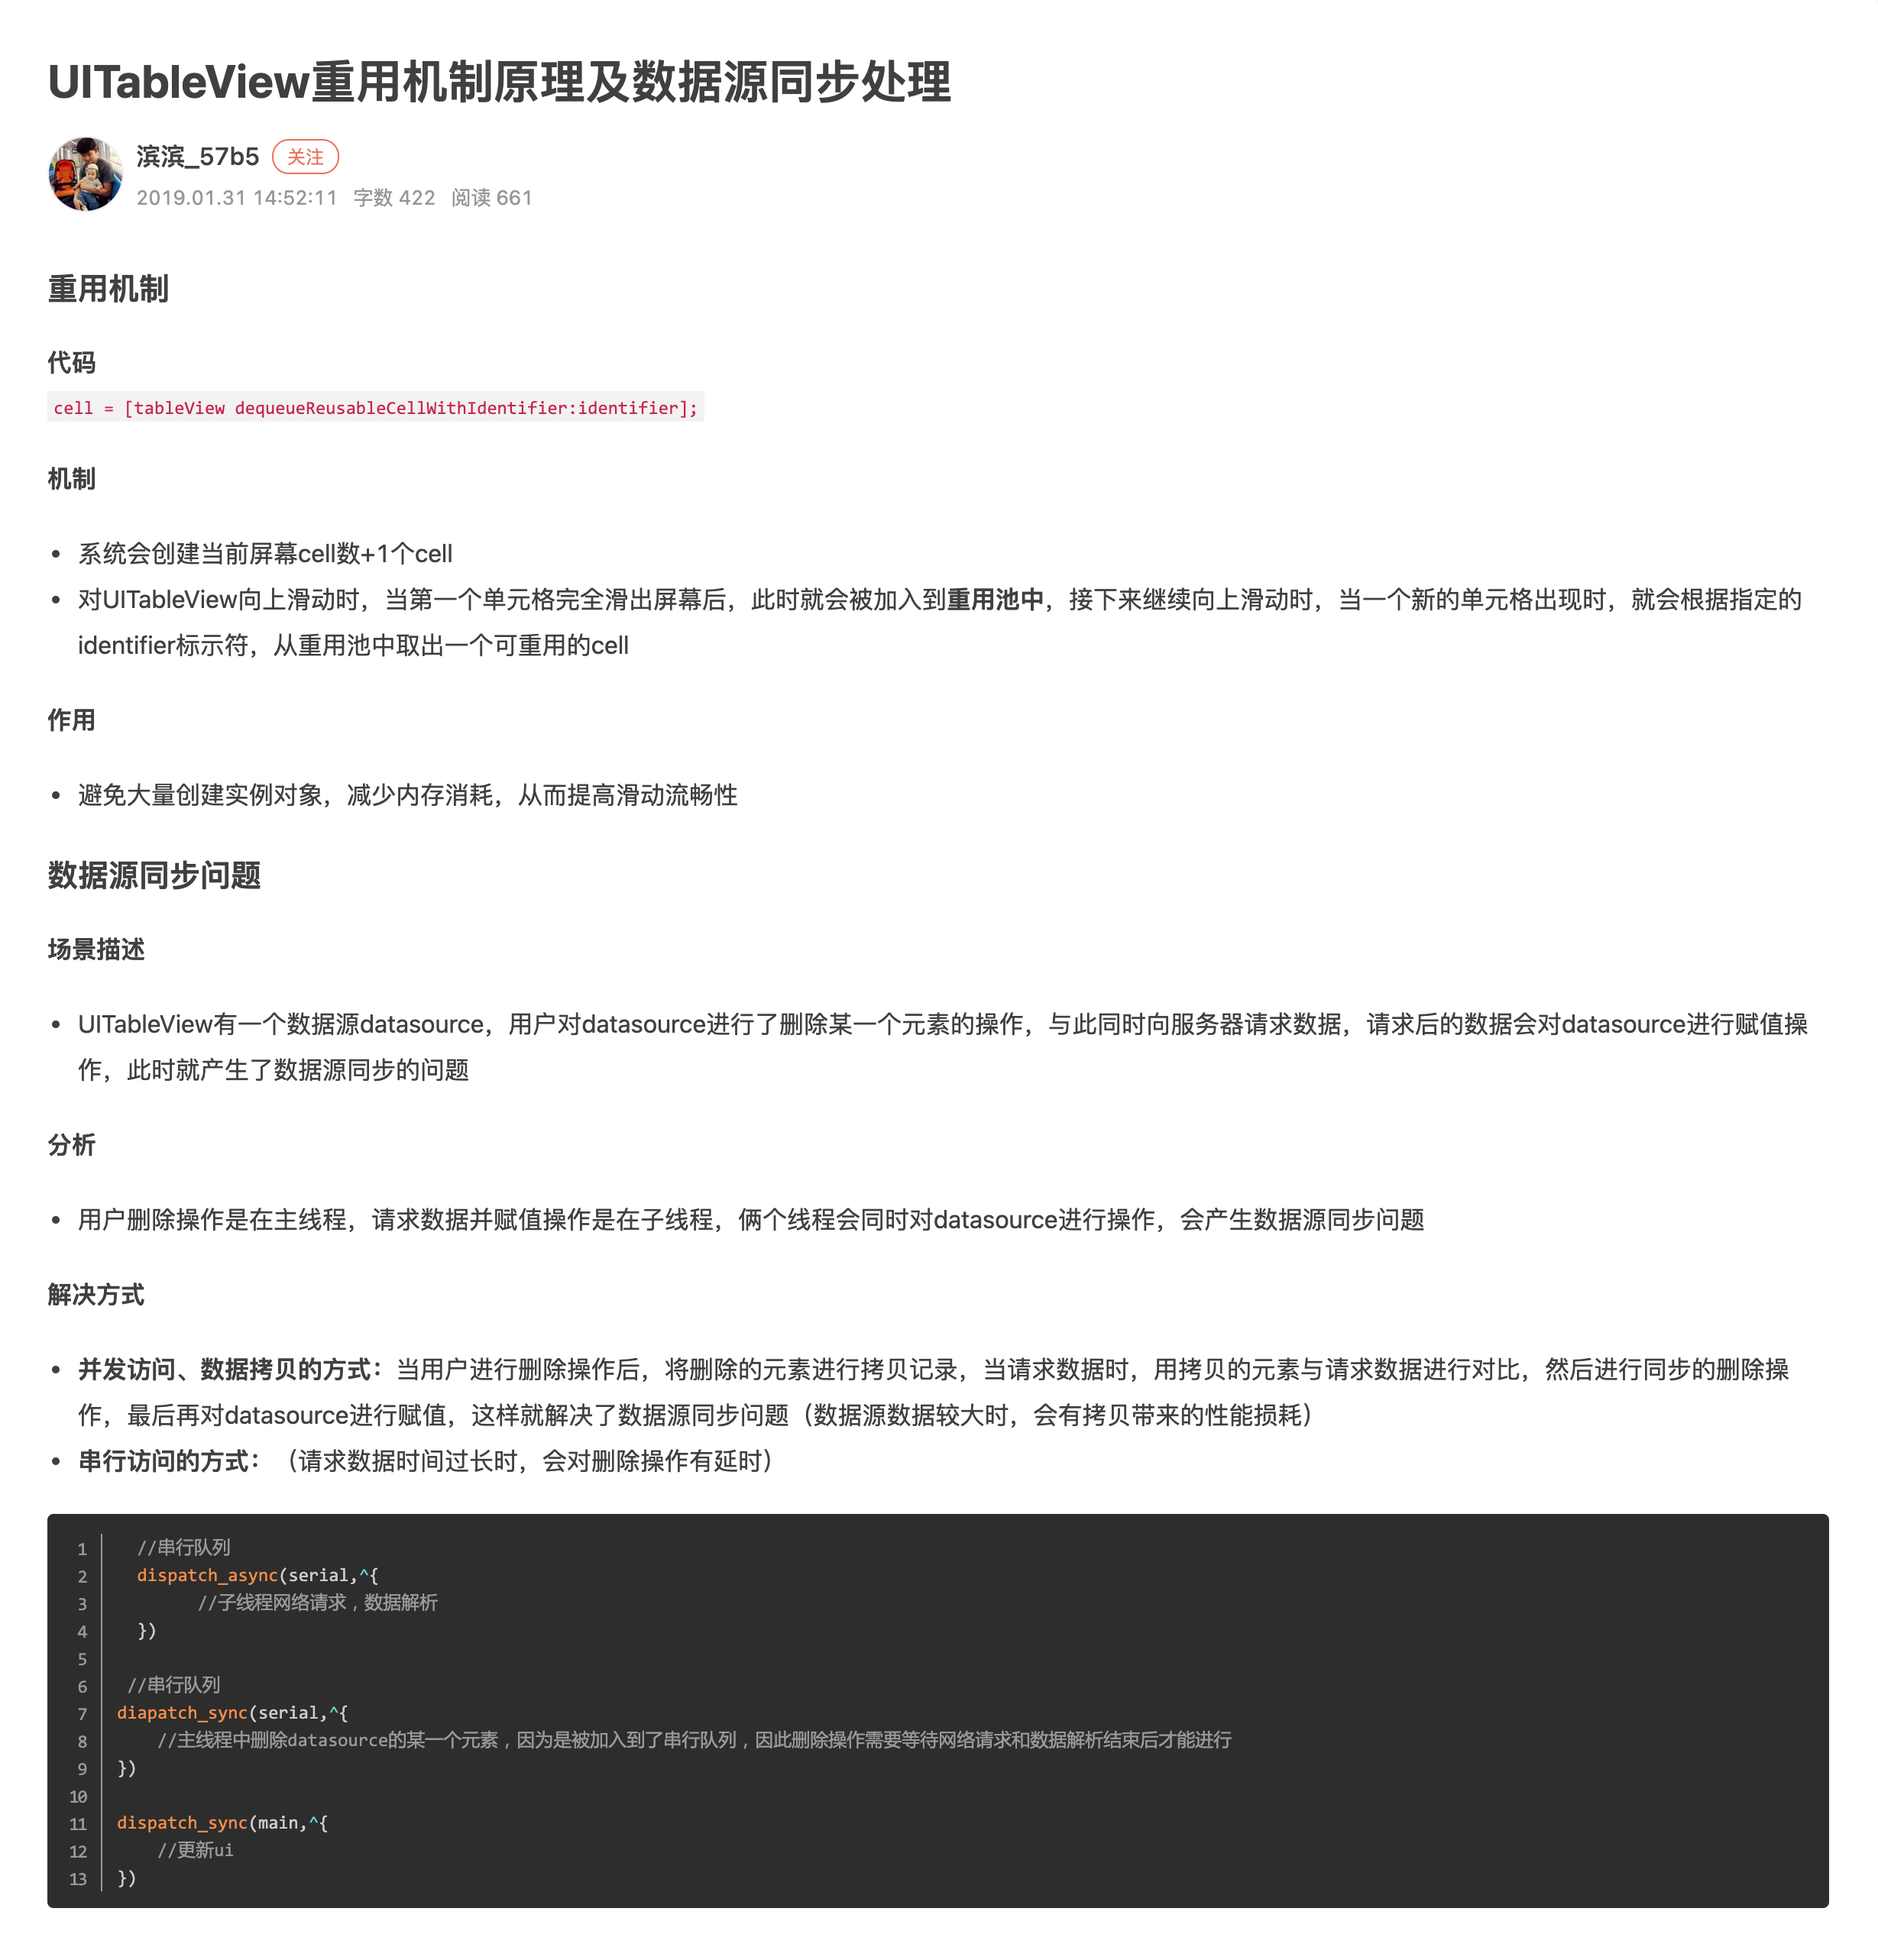 UITableView重用机制原理及数据源同步处理
滨滨_57b5 关注
2019.01.31 14:52:11 字数 422 阅读 661
重用机制
代码
cell = [tableView dequeueReusableCellWithIdentifier:identifier];
机制
• 系统会创建当前屏幕cell数+1个cell
• 对UITableView向上滑动时，当第一个单元格完全滑出屏幕后，此时就会被加入到重用池中，接下来继续向上滑动时，当一个新的单元格出现时，就会根据指定的
identifier标示符，从重用池中取出一个可重用的cell
作用
• 避免大量创建实例对象，减少内存消耗，从而提高滑动流畅性
数据源同步问题
场景描述
• UITableView有一个数据源datasource，用户对datasource进行了删除某一个元素的操作，与此同时向服务器请求数据，请求后的数据会对datasource进行赋值操
作，此时就产生了数据源同步的问题
分析
• 用户删除操作是在主线程，请求数据并赋值操作是在子线程，俩个线程会同时对datasource进行操作，会产生数据源同步问题
解决方式
• 并发访问、数据拷贝的方式：当用户进行删除操作后，将删除的元素进行拷贝记录，当请求数据时，用拷贝的元素与请求数据进行对比，然后进行同步的删除操
作，最后再对datasource进行赋值，这样就解决了数据源同步问题（数据源数据较大时，会有拷贝带来的性能损耗）
• 串行访问的方式：（请求数据时间过长时，会对删除操作有延时）
1 //串行队列
2 dispatch_async(serial,^{
3 //子线程网络请求，数据解析
4 })
5
6 //串行队列
7 diapatch_sync(serial,^{
8 //主线程中删除datasource的某一个元素，因为是被加入到了串行队列，因此删除操作需要等待网络请求和数据解析结束后才能进行
9 })
10
11 dispatch_sync(main,^{
12 //更新ui
13 })